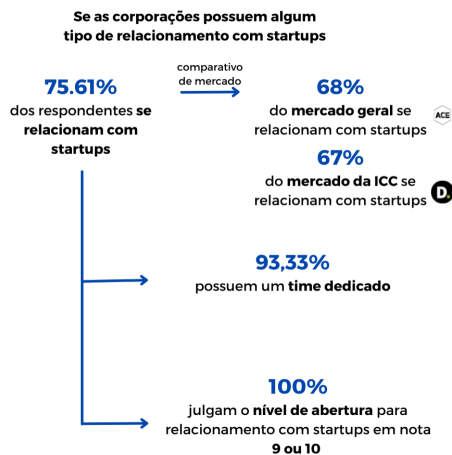 Se as corporações possuem algum
tipo de relacionamento com startups
75.61%
dos respondentes se
relacionam com
startups
comparativo
de mercado
68%
do mercado geral se
relacionam com startups
ACE
67%
do mercado da ICC se
relacionam com startups
D.
93,33%
possuem um time dedicado
100%
julgam o nível de abertura para
relacionamento com startups em nota
9 ou 10